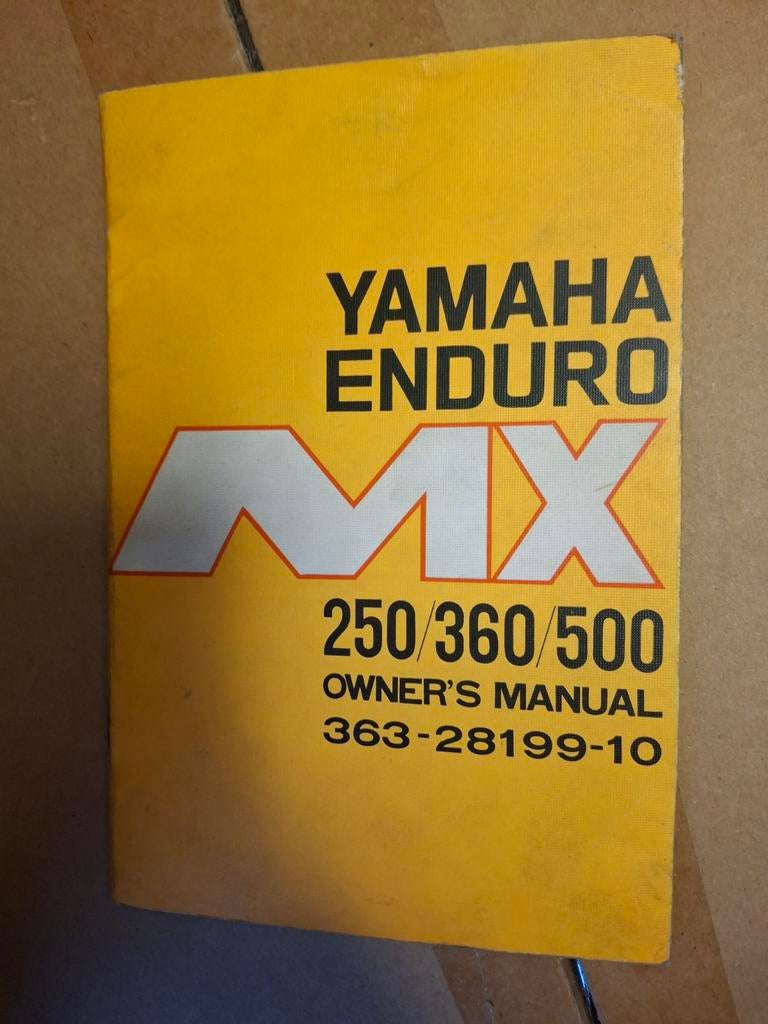 YAMAHA
ENDURO
MX
250/360/500
OWNER'S MANUAL
363-28199-10